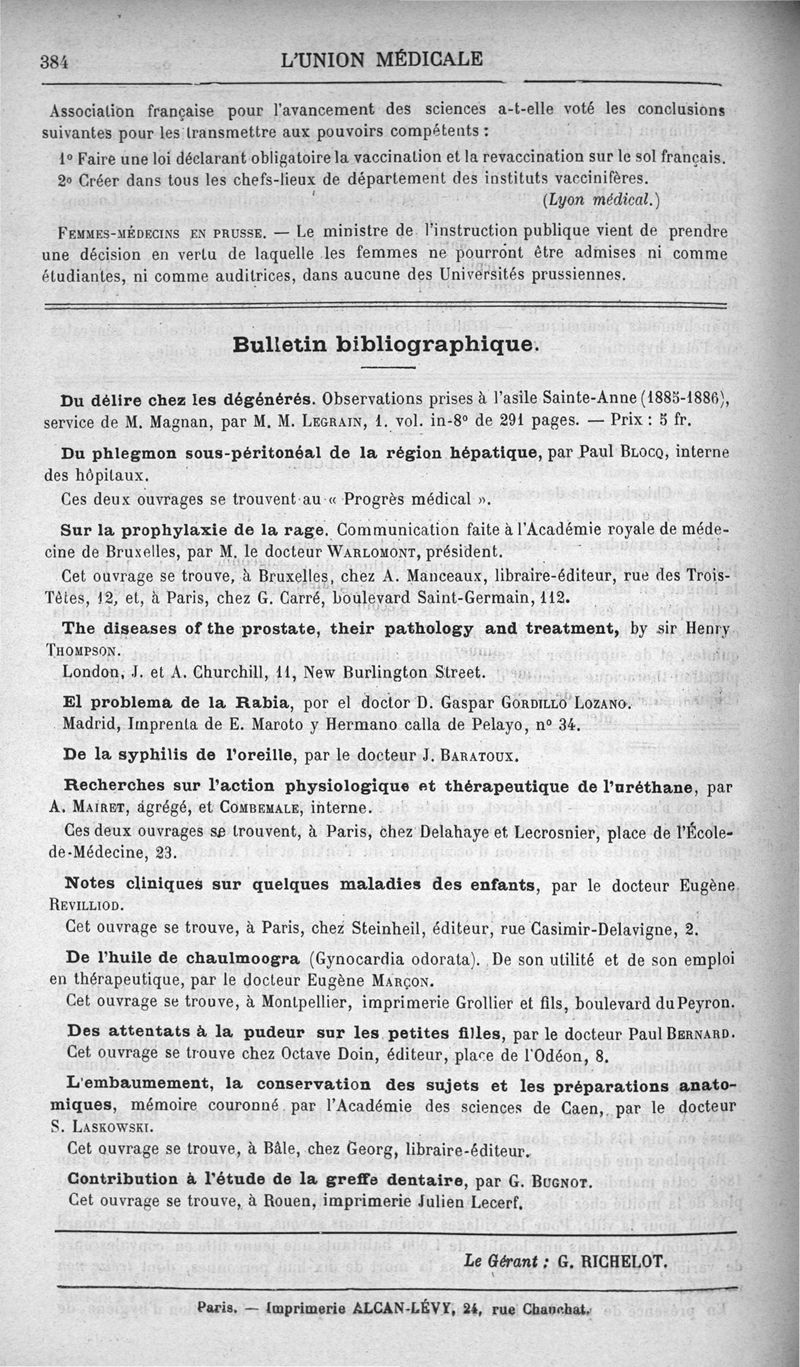 384 L'UNION MÉDICALE
Association française pour l'avancement des sciences a-t-elle voté les conclusions
suivantes pour les transmettre aux pouvoirs compétents :
1° Faire une loi déclarant obligatoire la vaccination et la revaccination sur le sol français.
2° Créer dans tous les chefs-lieux de département des instituts vaccinifères.
(Lyon médical.)
FEMMES-MÉDECINS EN PRUSSE. — Le ministre de l'instruction publique vient de prendre
une décision en vertu de laquelle les femmes ne pourront être admises ni comme
étudiantes, ni comme auditrices, dans aucune des Universités prussiennes.
Bulletin bibliographique.
Du délire chez les dégénérés. Observations prises à l'asile Sainte-Anne (1885-1886),
service de M. Magnan, par M. M. LEGRAIN, 1. vol. in-8° de 291 pages. — Prix : 5 fr.
Du phlegmon sous-péritonéal de la région hépatique, par Paul BLOCQ, interne
des hôpitaux.
Ces deux ouvrages se trouvent au « Progrès médical ».
Sur la prophylaxie de la rage. Communication faite à l'Académie royale de méde-
cine de Bruxelles, par M. le docteur WARLOMONT, président.
Cet ouvrage se trouve, à Bruxelles, chez A. Manceaux, libraire-éditeur, rue des Trois-
Têtes, 12, et, à Paris, chez G. Carré, boulevard Saint-Germain, 112.
The diseases of the prostate, their pathology and treatment, by sir Henry
THOMPSON.
London, J. et A. Churchill, 11, New Burlington Street.
El problema de la Rabia, por el doctor D. Gaspar GORDILLO LOZANO.
Madrid, Imprenta de E. Maroto y Hermano calla de Pelayo, n° 34.
De la syphilis de l'oreille, par le docteur J. BARATOUX.
Recherches sur l'action physiologique et thérapeutique de l'uréthane, par
A. MAIRET, agrégé, et COMBEMALE, interne.
Ces deux ouvrages se trouvent, à Paris, chez Delahaye et Lecrosnier, place de l'École-
de-Médecine, 23.
Notes cliniques sur quelques maladies des enfants, par le docteur Eugène
REVILLIOD.
Cet ouvrage se trouve, à Paris, chez Steinheil, éditeur, rue Casimir-Delavigne, 2.
De l'huile de chaulmoogra (Gynocardia odorata). De son utilité et de son emploi
en thérapeutique, par le docteur Eugène MARÇON.
Cet ouvrage se trouve, à Montpellier, imprimerie Grollier et fils, boulevard du Peyron.
Des attentats à la pudeur sur les petites filles, par le docteur Paul BERNARD.
Cet ouvrage se trouve chez Octave Doin, éditeur, place de l'Odéon, 8.
L'embaumement, la conservation des sujets et les préparations anato-
miques, mémoire couronné par l'Académie des sciences de Caen, par le docteur
S. LASKOWSKI.
Cet ouvrage se trouve, à Bâle, chez Georg, libraire-éditeur.
Contribution à l'étude de la greffe dentaire, par G. BUGNOT.
Cet ouvrage se trouve, à Rouen, imprimerie Julien Lecerf.
Le Gérant : G. RICHELOT.
Paris. — Imprimerie ALCAN-LÉVY, 24, rue Chauchat.